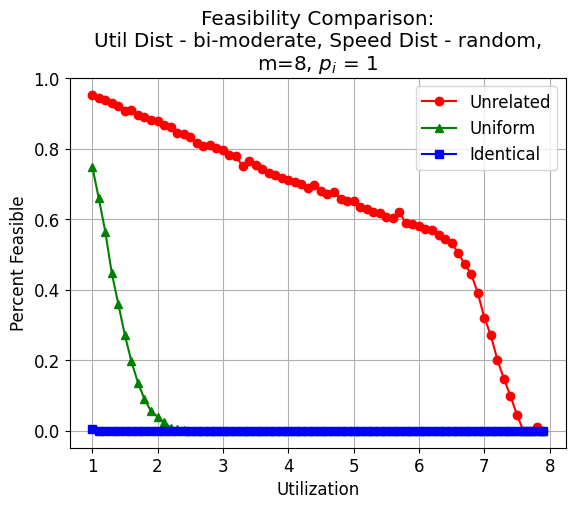 Feasibility Comparison:
Util Dist - bi-moderate, Speed Dist - random,
m=8, $p_i$ = 1
Unrelated
Uniform
Identical
Percent Feasible
1.0
0.8
0.6
0.4
0.2
0.0
1 2 3 4 5 6 7 8
Utilization